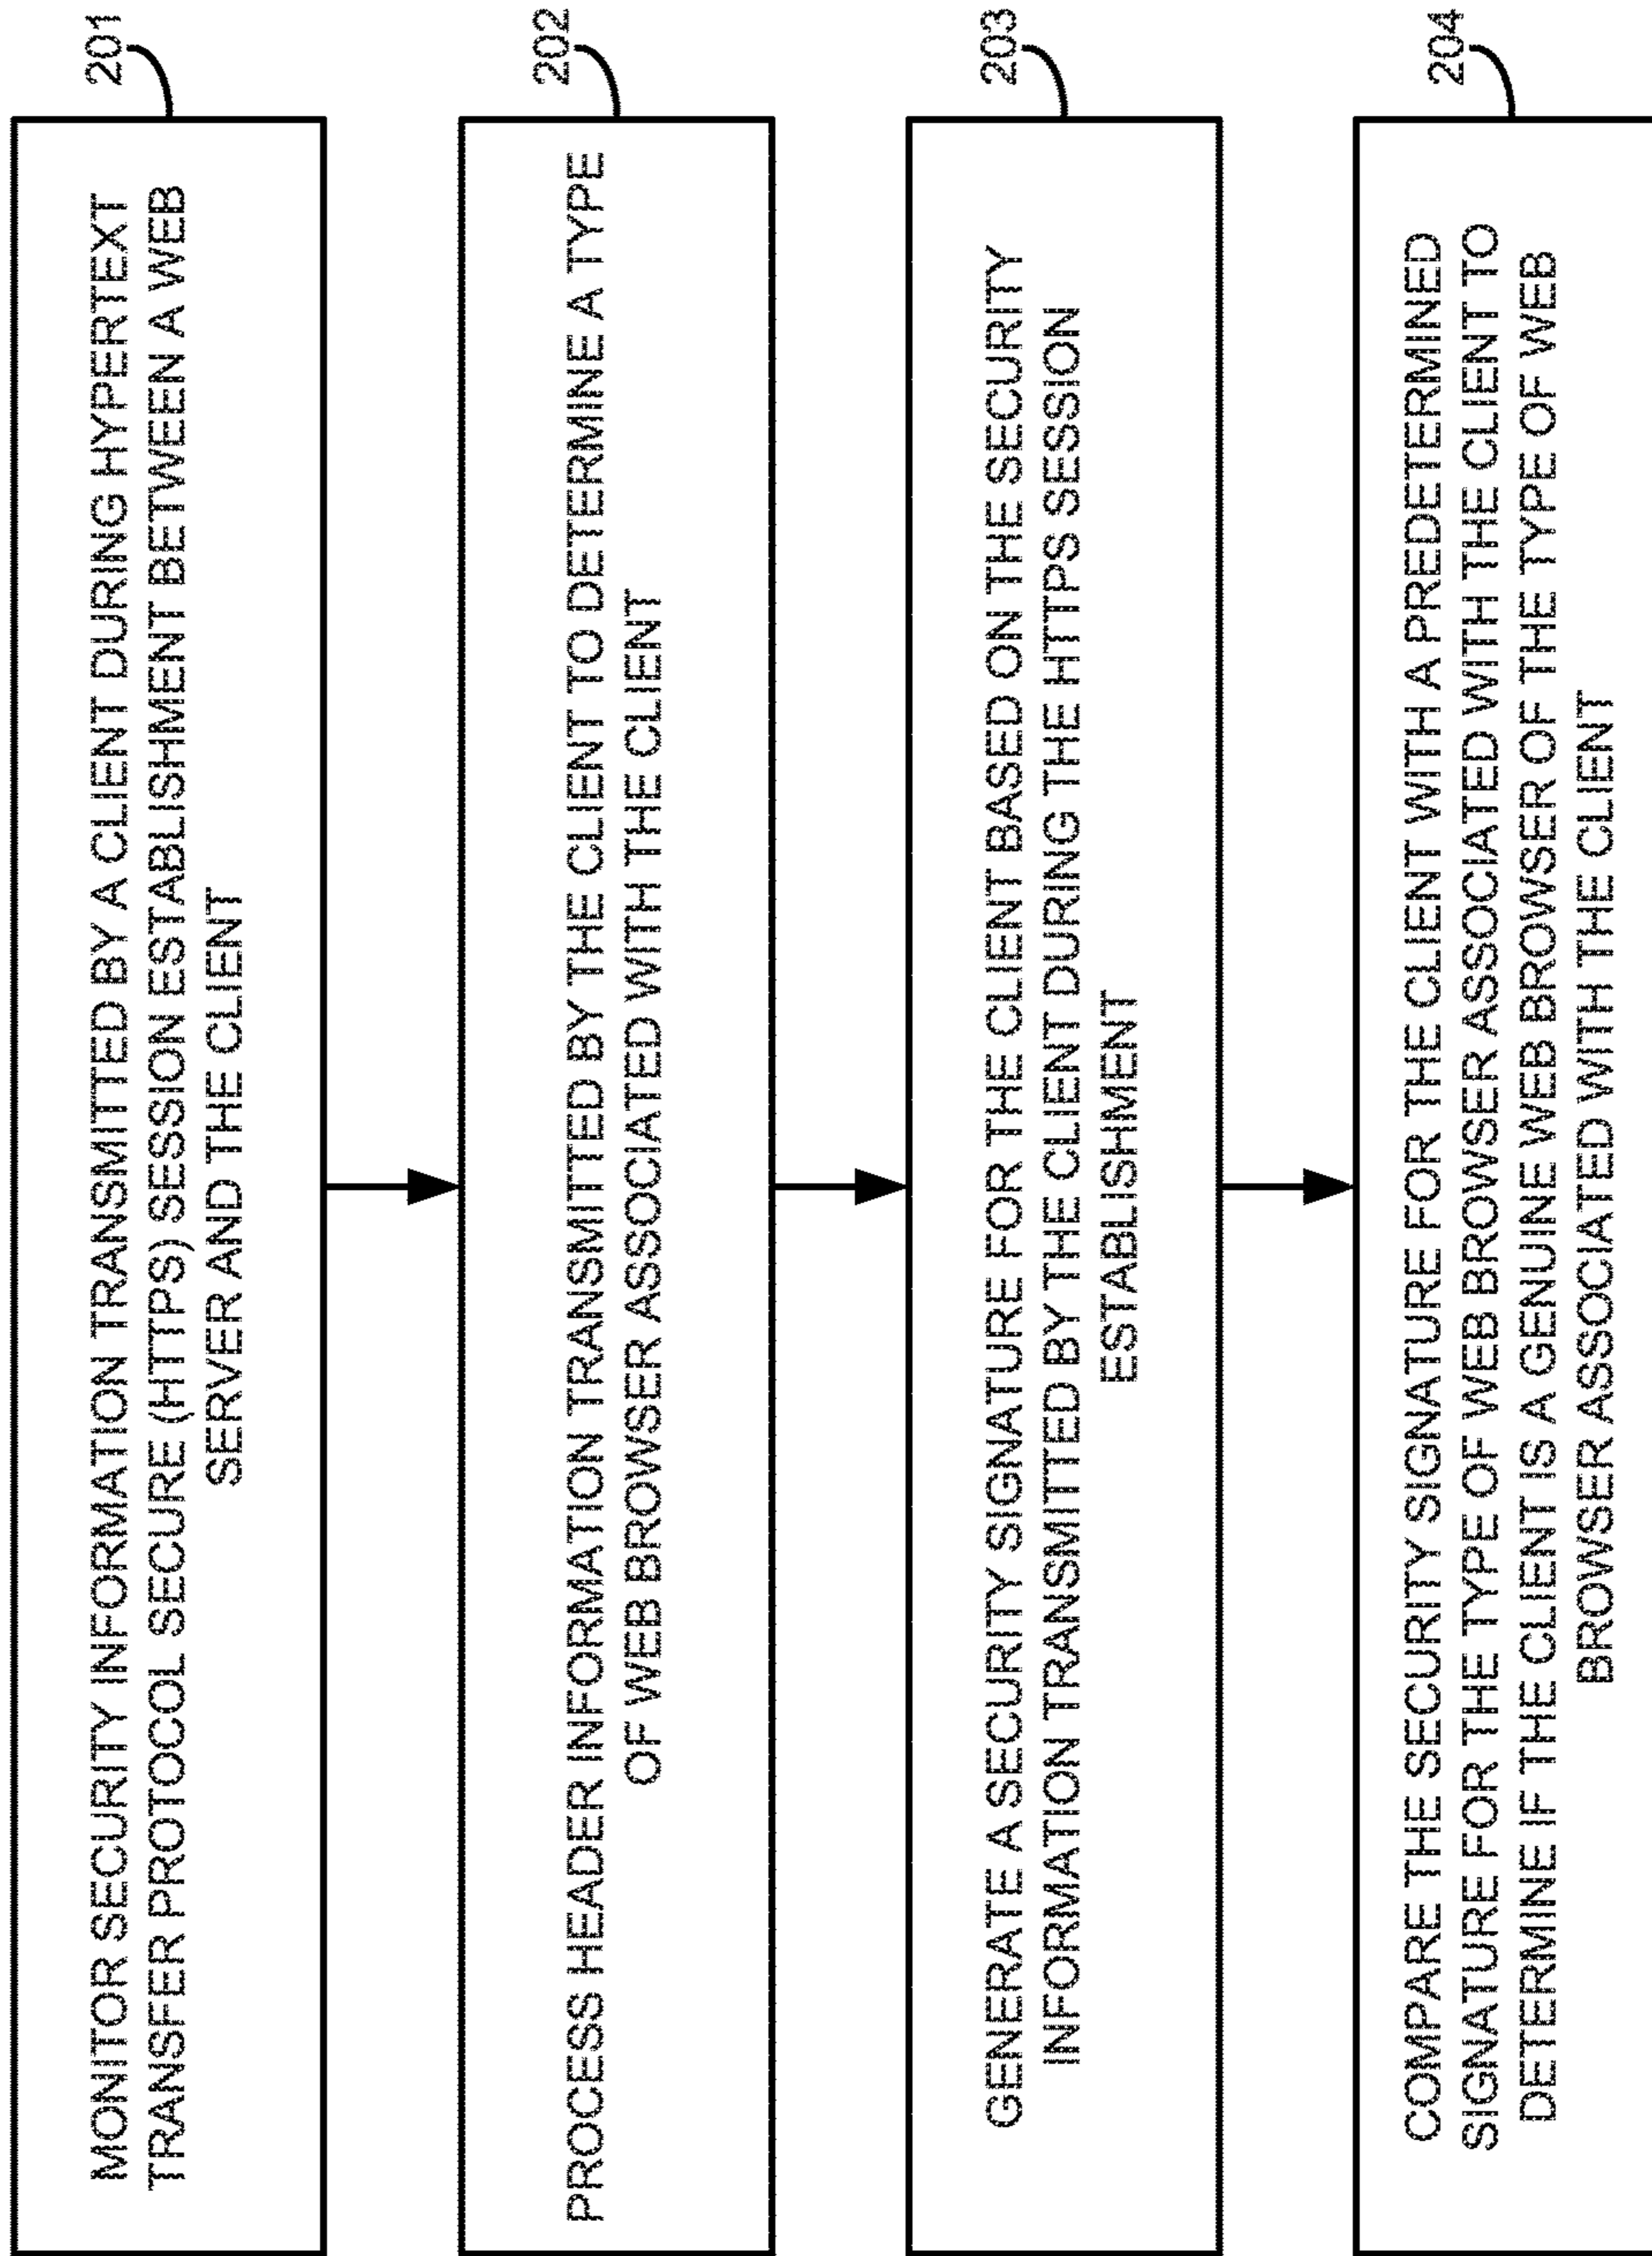 201
MONITOR SECURITY INFORMATION TRANSMITTED BY A CLIENT DURING HYPERTEXT
TRANSFER PROTOCOL SECURE (HTTPS) SESSION ESTABLISHMENT BETWEEN A WEB
SERVER AND THE CLIENT
202
PROCESS HEADER INFORMATION TRANSMITTED BY THE CLIENT TO DETERMINE A TYPE
OF WEB BROWSER ASSOCIATED WITH THE CLIENT
203
GENERATE A SECURITY SIGNATURE FOR THE CLIENT BASED ON THE SECURITY
INFORMATION TRANSMITTED BY THE CLIENT DURING THE HTTPS SESSION
ESTABLISHMENT
204
COMPARE THE SECURITY SIGNATURE FOR THE CLIENT WITH A PREDETERMINED
SIGNATURE FOR THE TYPE OF WEB BROWSER ASSOCIATED WITH THE CLIENT TO
DETERMINE IF THE CLIENT IS A GENUINE WEB BROWSER OF THE TYPE OF WEB
BROWSER ASSOCIATED WITH THE CLIENT